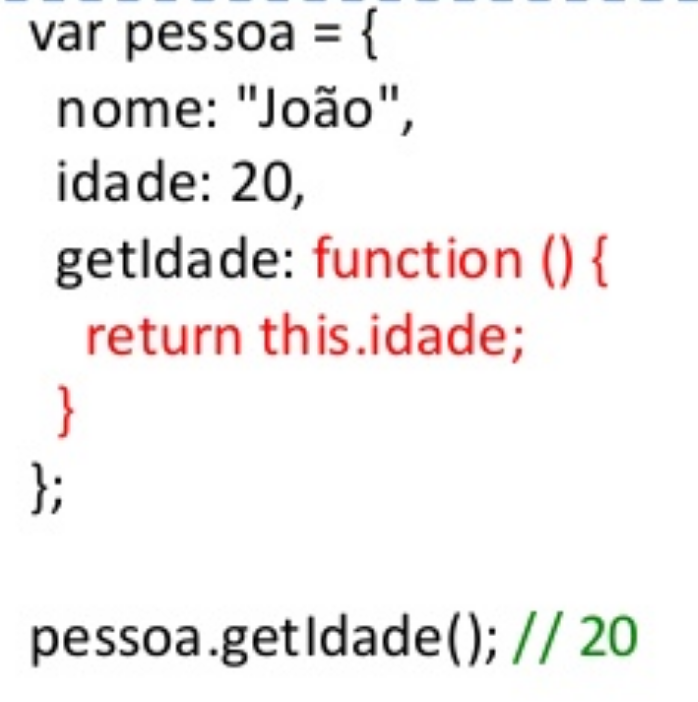 var pessoa = {
nome: "João",
idade: 20,
getIdade: function () {
return this.idade;
}
};
pessoa.getIdade(); // 20